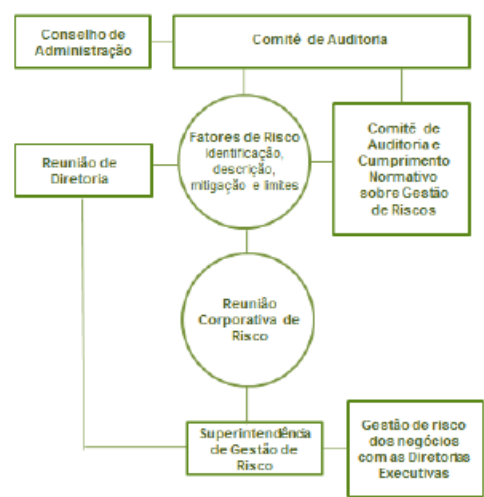 Conselho de
Administração
Comitê de Auditoria
Fatores de Risco
Identificação,
descrição,
mitigação e limites
Comitê de
Auditoria e
Cumprimento
Normativo
sobre Gestão
de Riscos
Reunião de
Diretoria
Reunião
Corporativa de
Risco
Superintendência
de Gestão de
Risco
Gestão de risco
dos negócios
com as Diretorias
Executivas